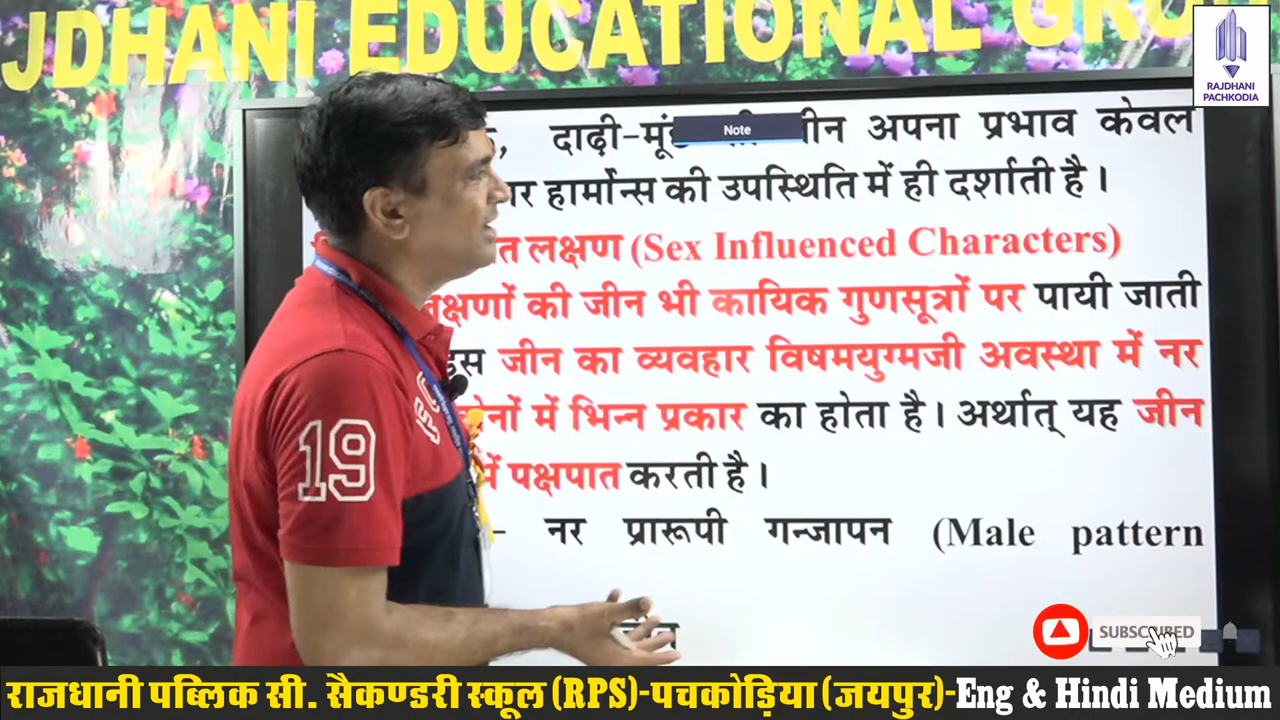 JDHANI EDUCATIONAL GRO
RAJDHANI
PACHKODIA
Note
दाढ़ी-मूंछ जीन अपना प्रभाव केवल
हार्मोन्स की उपस्थिति में ही दर्शाती है।
लक्षण (Sex Influenced Characters)
लक्षणों की जीन भी कायिक गुणसूत्रों पर पायी जाती
इस जीन का व्यवहार विषमयुग्मजी अवस्था में नर
में भिन्न प्रकार का होता है। अर्थात् यह जीन
में पक्षपात करती है।
- नर प्रारूपी गन्जापन (Male pattern
19
SUBSCRIBED
राजधानी पब्लिक सी. सैकण्डरी स्कूल (RPS)-पचकोड़िया (जयपुर)-Eng & Hindi Medium